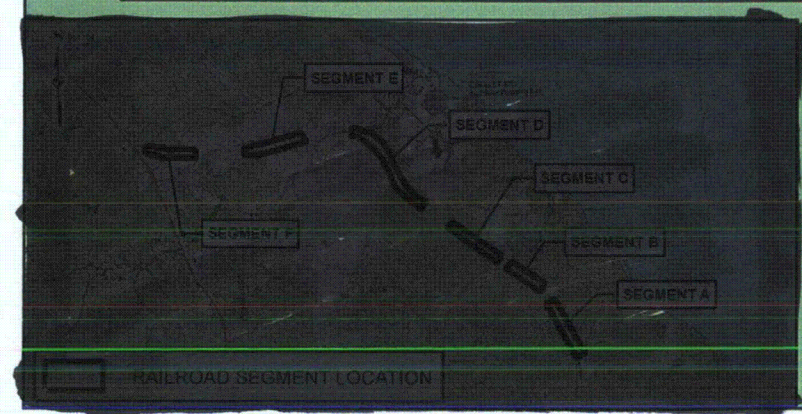 SEGMENT E
SEGMENT D
SEGMENT C
SEGMENT F
SEGMENT B
SEGMENT A
RAILROAD SEGMENT LOCATION